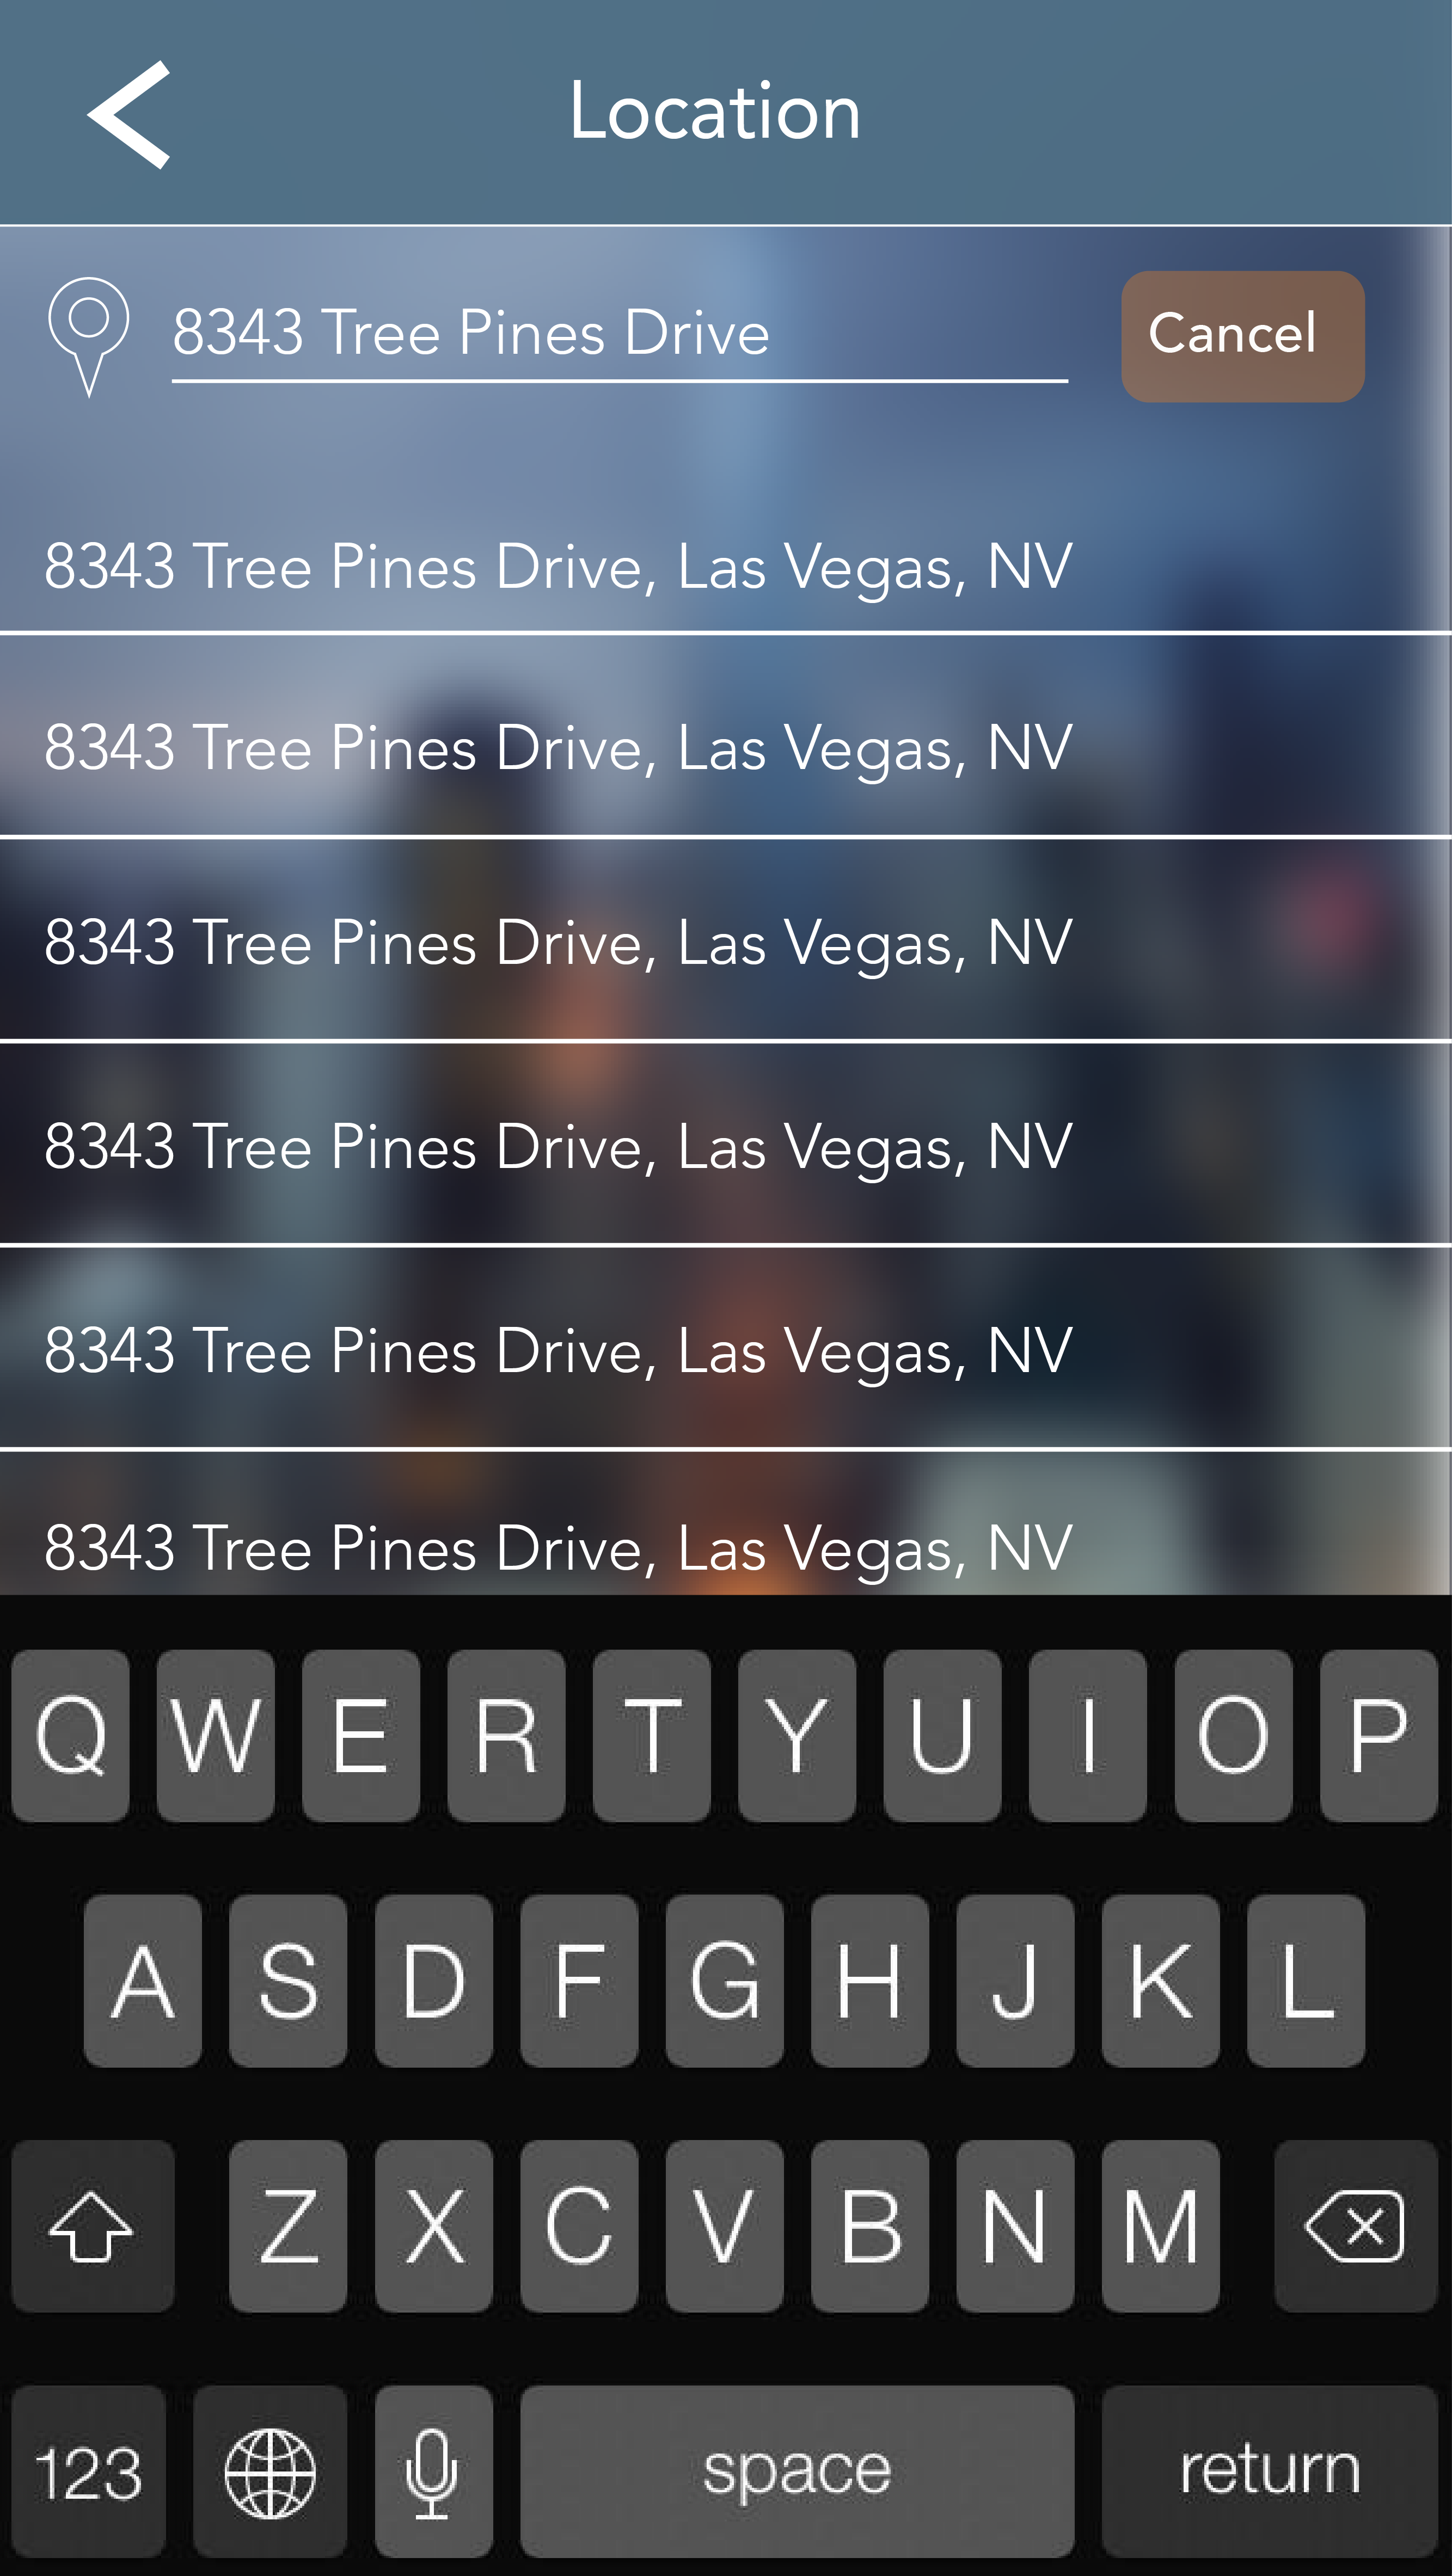 Location
8343 Tree Pines Drive
Cancel
8343 Tree Pines Drive, Las Vegas, NV
8343 Tree Pines Drive, Las Vegas, NV
8343 Tree Pines Drive, Las Vegas, NV
8343 Tree Pines Drive, Las Vegas, NV
8343 Tree Pines Drive, Las Vegas, NV
8343 Tree Pines Drive, Las Vegas, NV
Q W E R T Y U I O P
A S D F G H J K L
Z X C V B N M
123 space return